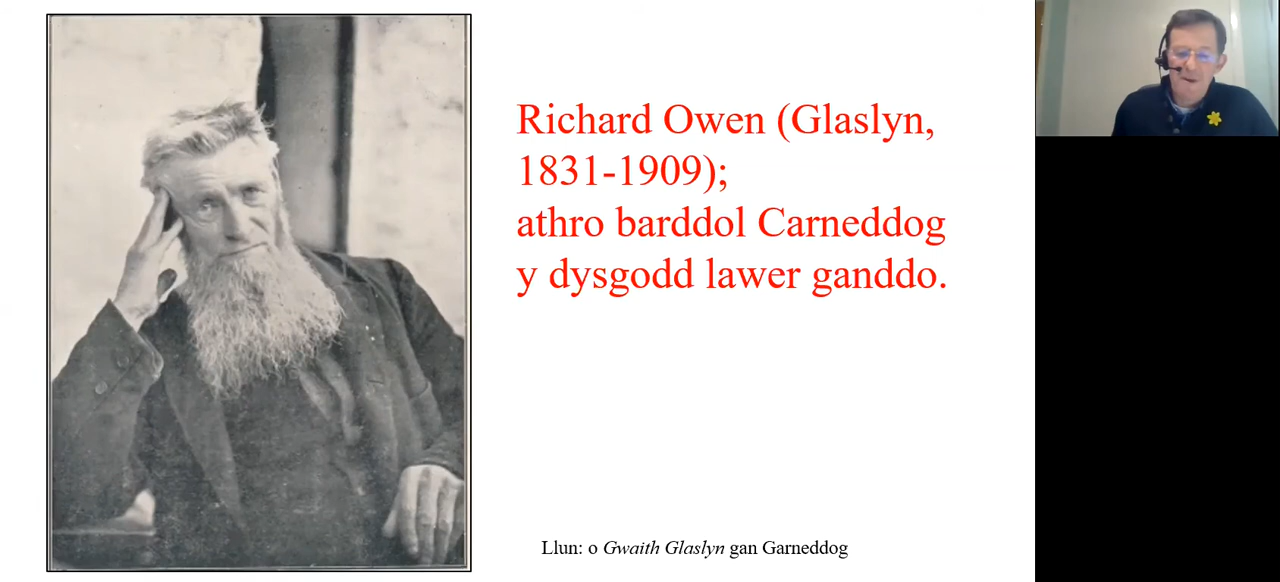 Richard Owen (Glaslyn,
1831-1909);
athro barddol Carneddog
y dysgodd lawer ganddo.
Llun: o Gwaith Glaslyn gan Garneddog